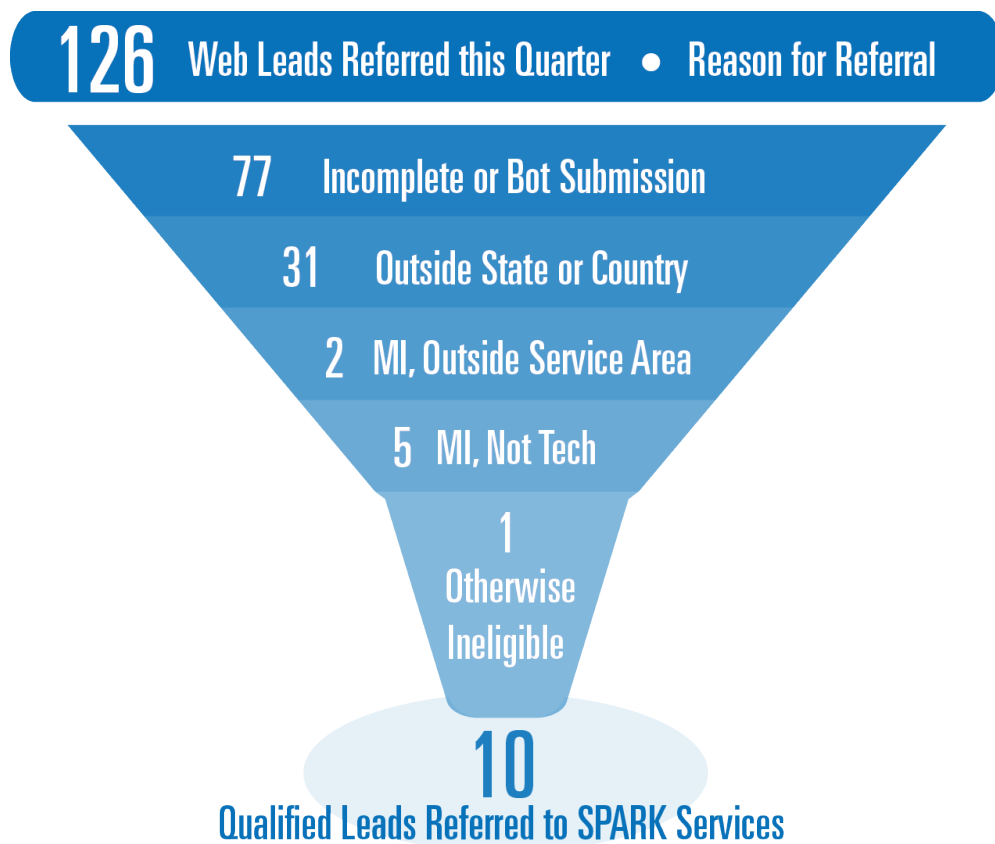 126 Web Leads Referred this Quarter • Reason for Referral
77 Incomplete or Bot Submission
31 Outside State or Country
2 MI, Outside Service Area
5 MI, Not Tech
1
Otherwise
Ineligible
10
Qualified Leads Referred to SPARK Services